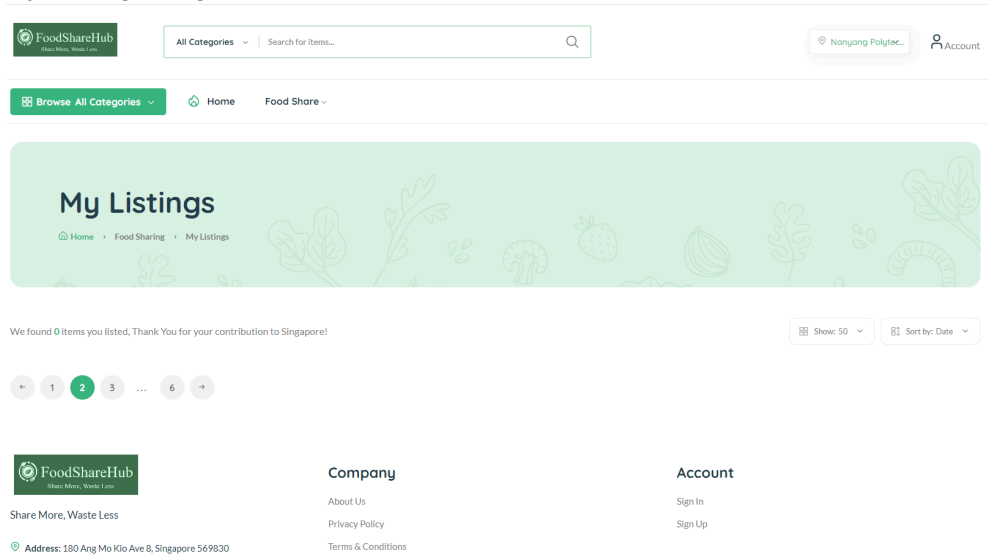 FoodShareHub
Share More, Waste Less
All Categories
Search for items...
Nanyang Polytec...
Account
Browse All Categories
Home
Food Share
My Listings
Home › Food Sharing › My Listings
We found 0 items you listed, Thank You for your contribution to Singapore!
Show: 50
Sort by: Date
1 2 3 ... 6
FoodShareHub
Share More, Waste Less
Company
Account
About Us
Sign In
Share More, Waste Less
Privacy Policy
Sign Up
Address: 180 Ang Mo Kio Ave 8, Singapore 569830
Terms & Conditions